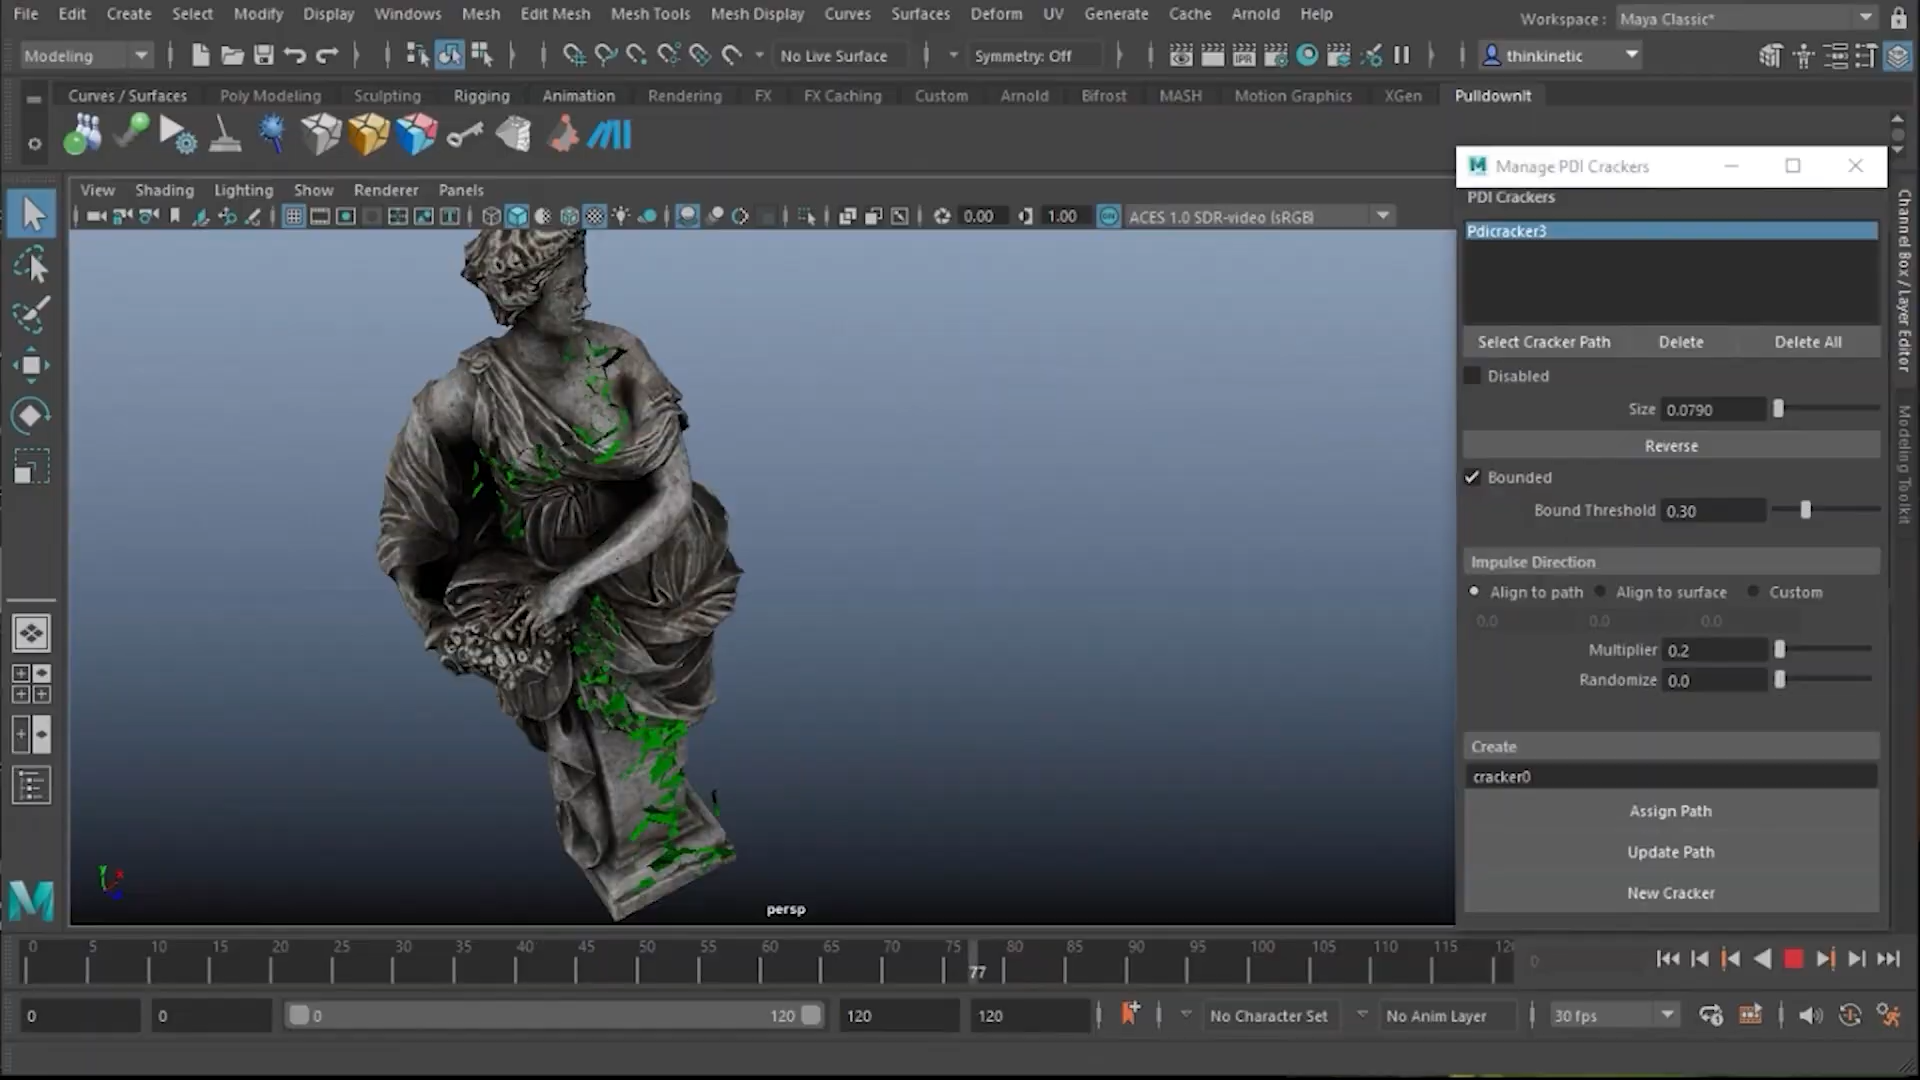 File Edit Create Select Modify Display Windows Mesh Edit Mesh Mesh Tools Mesh Display Curves Surfaces Deform UV Generate Cache Arnold Help Workspace : Maya Classic*
Modeling No Live Surface Symmetry: Off IPR thinkinetic
Curves / Surfaces Poly Modeling Sculpting Rigging Animation Rendering FX FX Caching Custom Arnold Bifrost MASH Motion Graphics XGen PulldownIt
View Shading Lighting Show Renderer Panels
0.00 1.00 ON ACES 1.0 SDR-video (sRGB)
persp
Manage PDI Crackers
PDI Crackers
Pdicracker3
Select Cracker Path Delete Delete All
Disabled
Size 0.0790
Reverse
Bounded
Bound Threshold 0.30
Impulse Direction
Align to path Align to surface Custom
0.0 0.0 0.0
Multiplier 0.2
Randomize 0.0
Create
cracker0
Assign Path
Update Path
New Cracker
Channel Box / Layer Editor
Modeling Toolkit
0 5 10 15 20 25 30 35 40 45 50 55 60 65 70 75 80 85 90 95 100 105 110 115 0
77
0 0 0 120 120 120 No Character Set No Anim Layer 30 fps